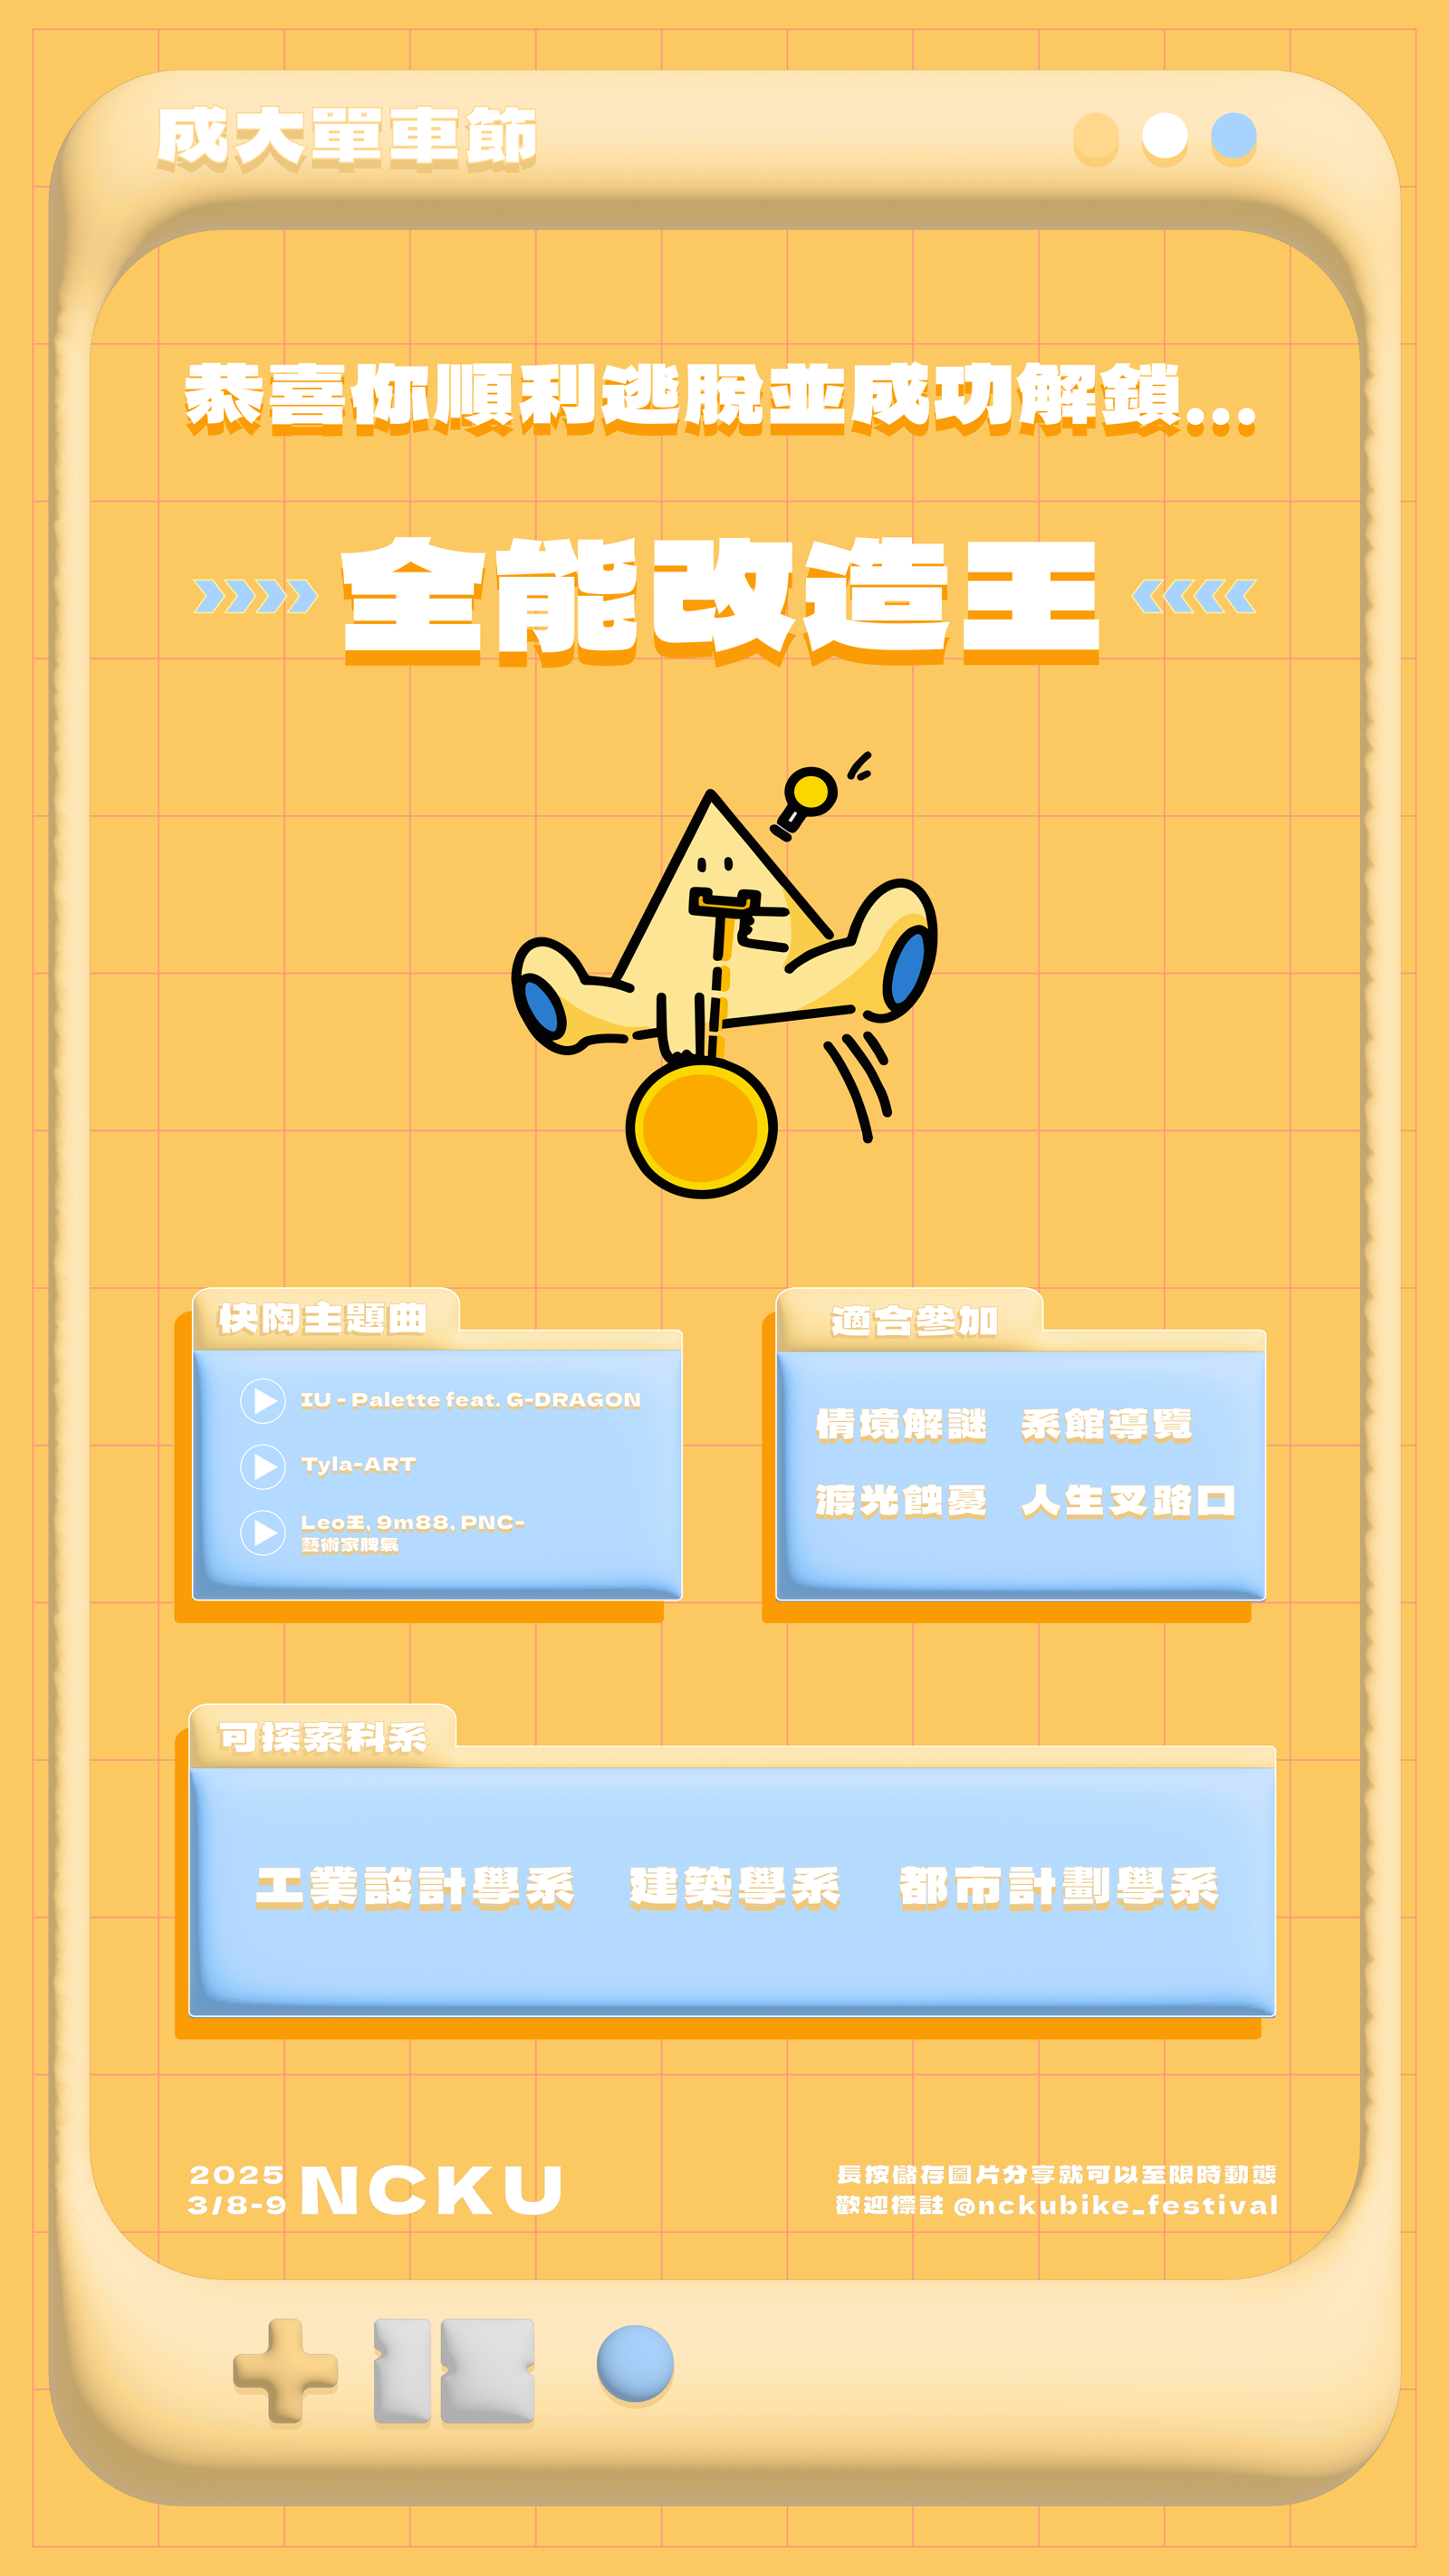 成大單車節
恭喜你順利逃脫並成功解鎖...
全能改造王
快陶主題曲
IU - Palette feat. G-DRAGON
Tyla-ART
Leo王, 9m88, PNC-
藝術家脾氣
適合參加
情境解謎 系館導覽
渡光蝕憂 人生叉路口
可探索科系
工業設計學系 建築學系 都市計劃學系
2025
3/8-9
NCKU
長按儲存圖片分享就可以至限時動態
歡迎標註 @nckubike_festival